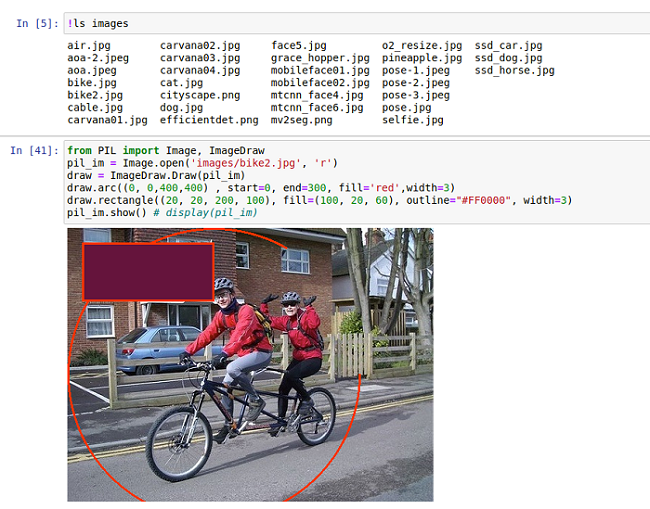 In [5]: !ls images
air.jpg carvana02.jpg face5.jpg o2_resize.jpg ssd_car.jpg
aoa-2.jpeg carvana03.jpg grace_hopper.jpg pineapple.jpg ssd_dog.jpg
aoa.jpeg carvana04.jpg mobileface01.jpg pose-1.jpeg ssd_horse.jpg
bike.jpg cat.jpg mobileface02.jpg pose-2.jpeg
bike2.jpg cityscape.png mtcnn_face4.jpg pose-3.jpeg
cable.jpg dog.jpg mtcnn_face6.jpg pose.jpg
carvana01.jpg efficientdet.png mv2seg.png selfie.jpg
In [41]: from PIL import Image, ImageDraw
pil_im = Image.open('images/bike2.jpg', 'r')
draw = ImageDraw.Draw(pil_im)
draw.arc((0, 0,400,400) , start=0, end=300, fill='red',width=3)
draw.rectangle((20, 20, 200, 100), fill=(100, 20, 60), outline="#FF0000", width=3)
pil_im.show() # display(pil_im)